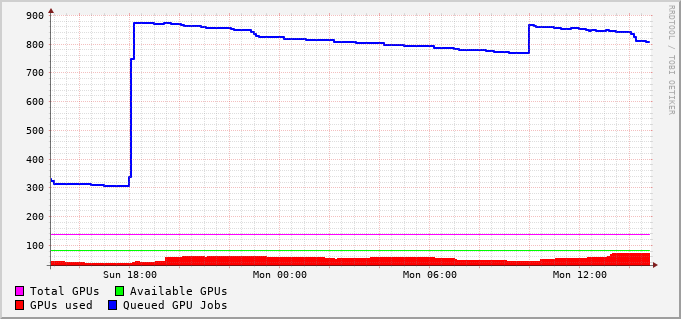 900
800
700
600
500
400
300
200
100
Sun 18:00 Mon 00:00 Mon 06:00 Mon 12:00
Total GPUs Available GPUs
GPUs used Queued GPU Jobs
RRDTOOL / TOBI OETIKER